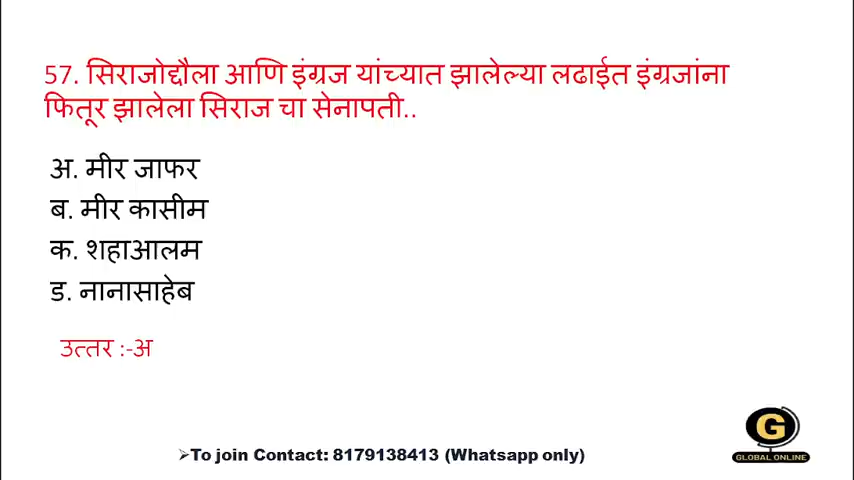 57. सिराजोद्दौला आणि इंग्रज यांच्यात झालेल्या लढाईत इंग्रजांना
फितूर झालेला सिराज चा सेनापती..
अ. मीर जाफर
ब. मीर कासीम
क. शहाआलम
ड. नानासाहेब
उत्तर :-अ
G
GLOBAL ONLINE
➢To join Contact: 8179138413 (Whatsapp only)